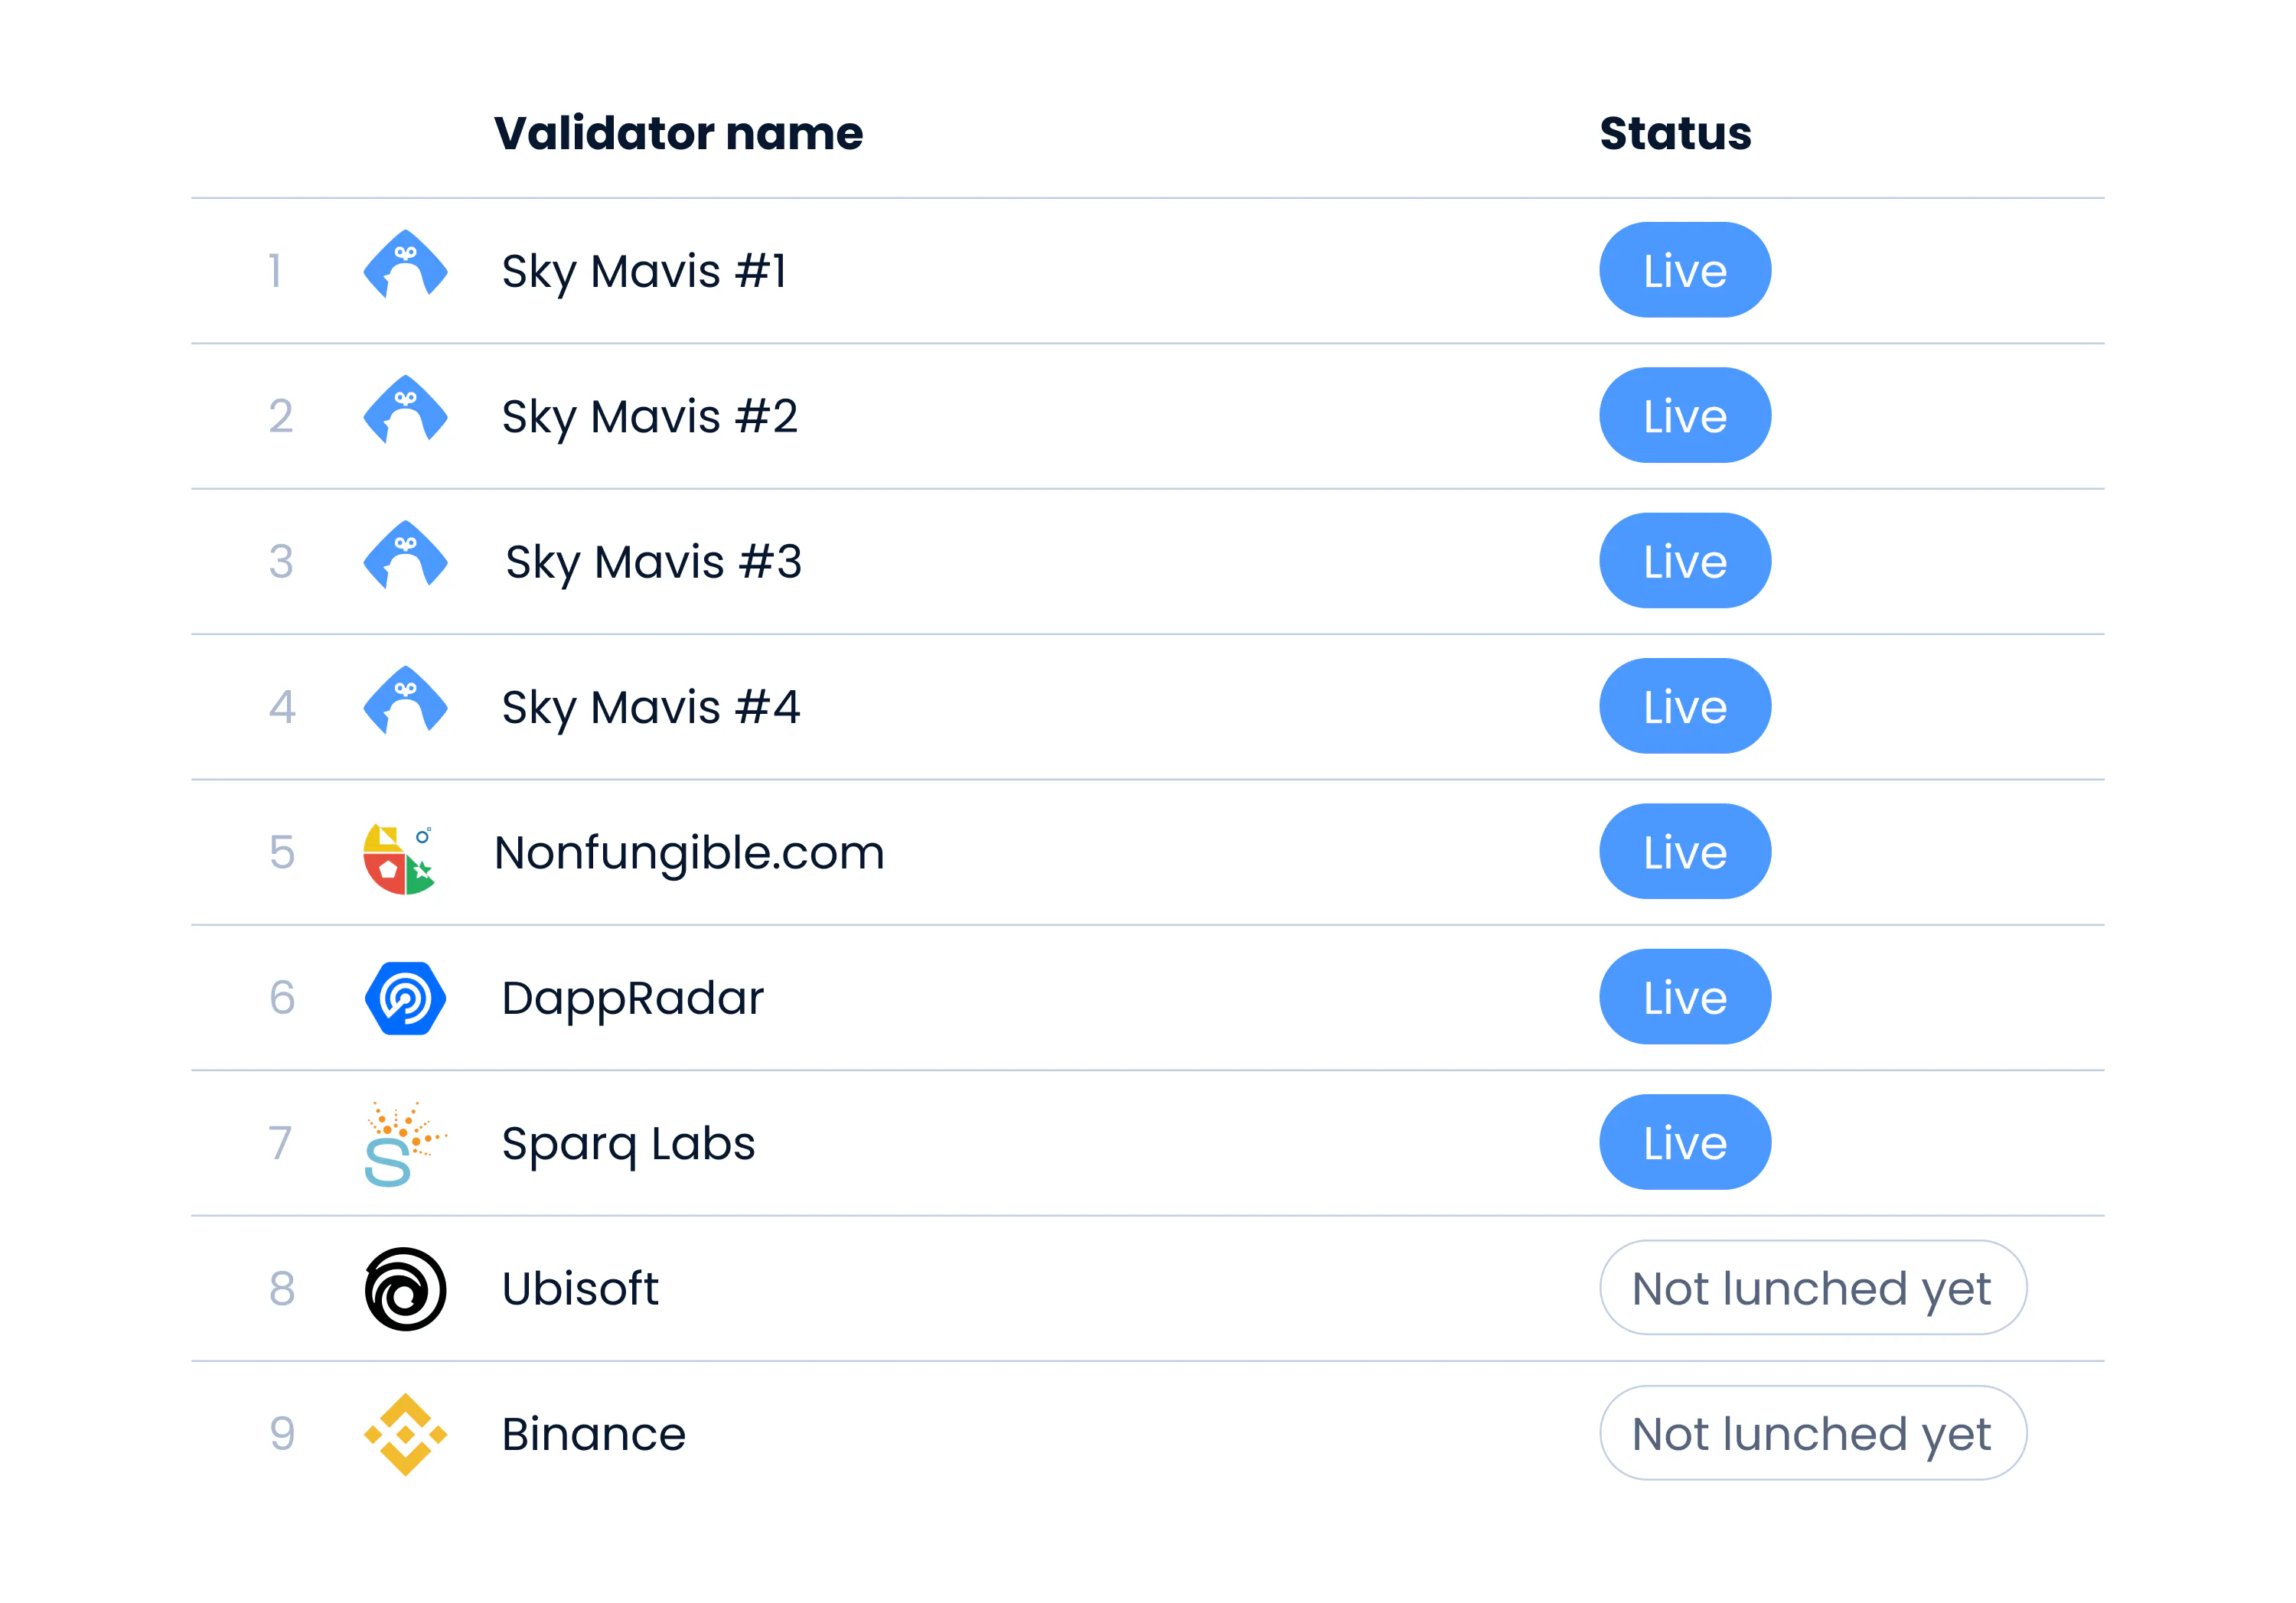 Validator name Status
1 Sky Mavis #1 Live
2 Sky Mavis #2 Live
3 Sky Mavis #3 Live
4 Sky Mavis #4 Live
5 Nonfungible.com Live
6 DappRadar Live
7 Sparq Labs Live
8 Ubisoft Not lunched yet
9 Binance Not lunched yet